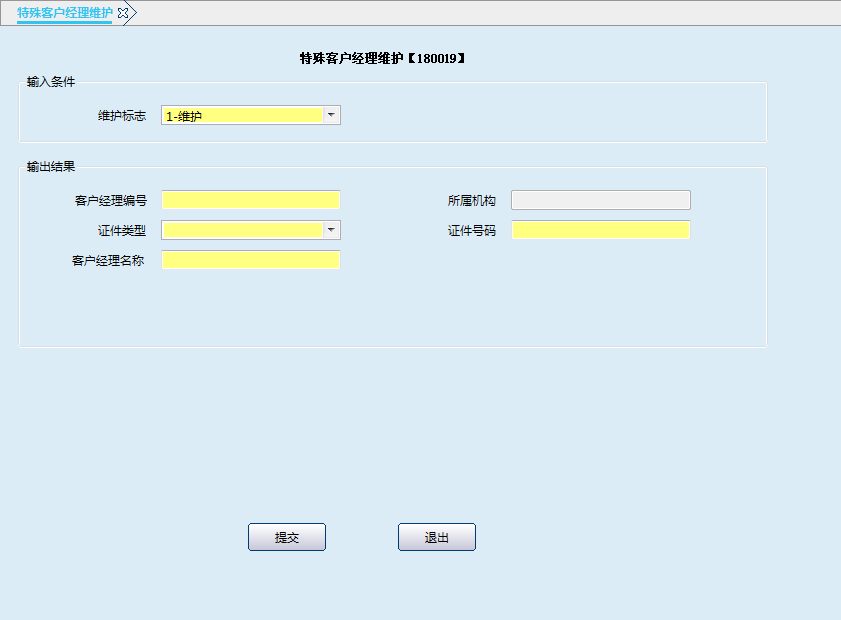 特殊客户经理维护
特殊客户经理维护【180019】
输入条件
维护标志 1-维护
输出结果
客户经理编号 所属机构
证件类型 证件号码
客户经理名称
提交 退出